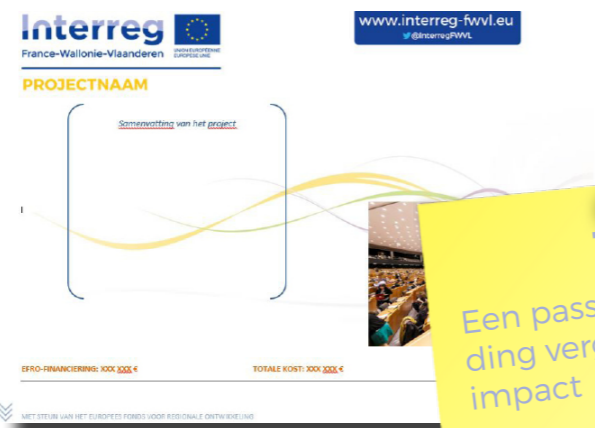 Interreg
France-Wallonie-Vlaanderen
UNION EUROPÉENNE
EUROPESE UNIE
www.interreg-fwvl.eu
@InterregFWVL
PROJECTNAAM
Samenvatting van het project
Een pass
ding vero
impact
EFRO-FINANCIERING: XXX XXX €
TOTALE KOST: XXX XXX €
MET STEUN VAN HET EUROPEES FONDS VOOR REGIONALE ONTWIKKELING